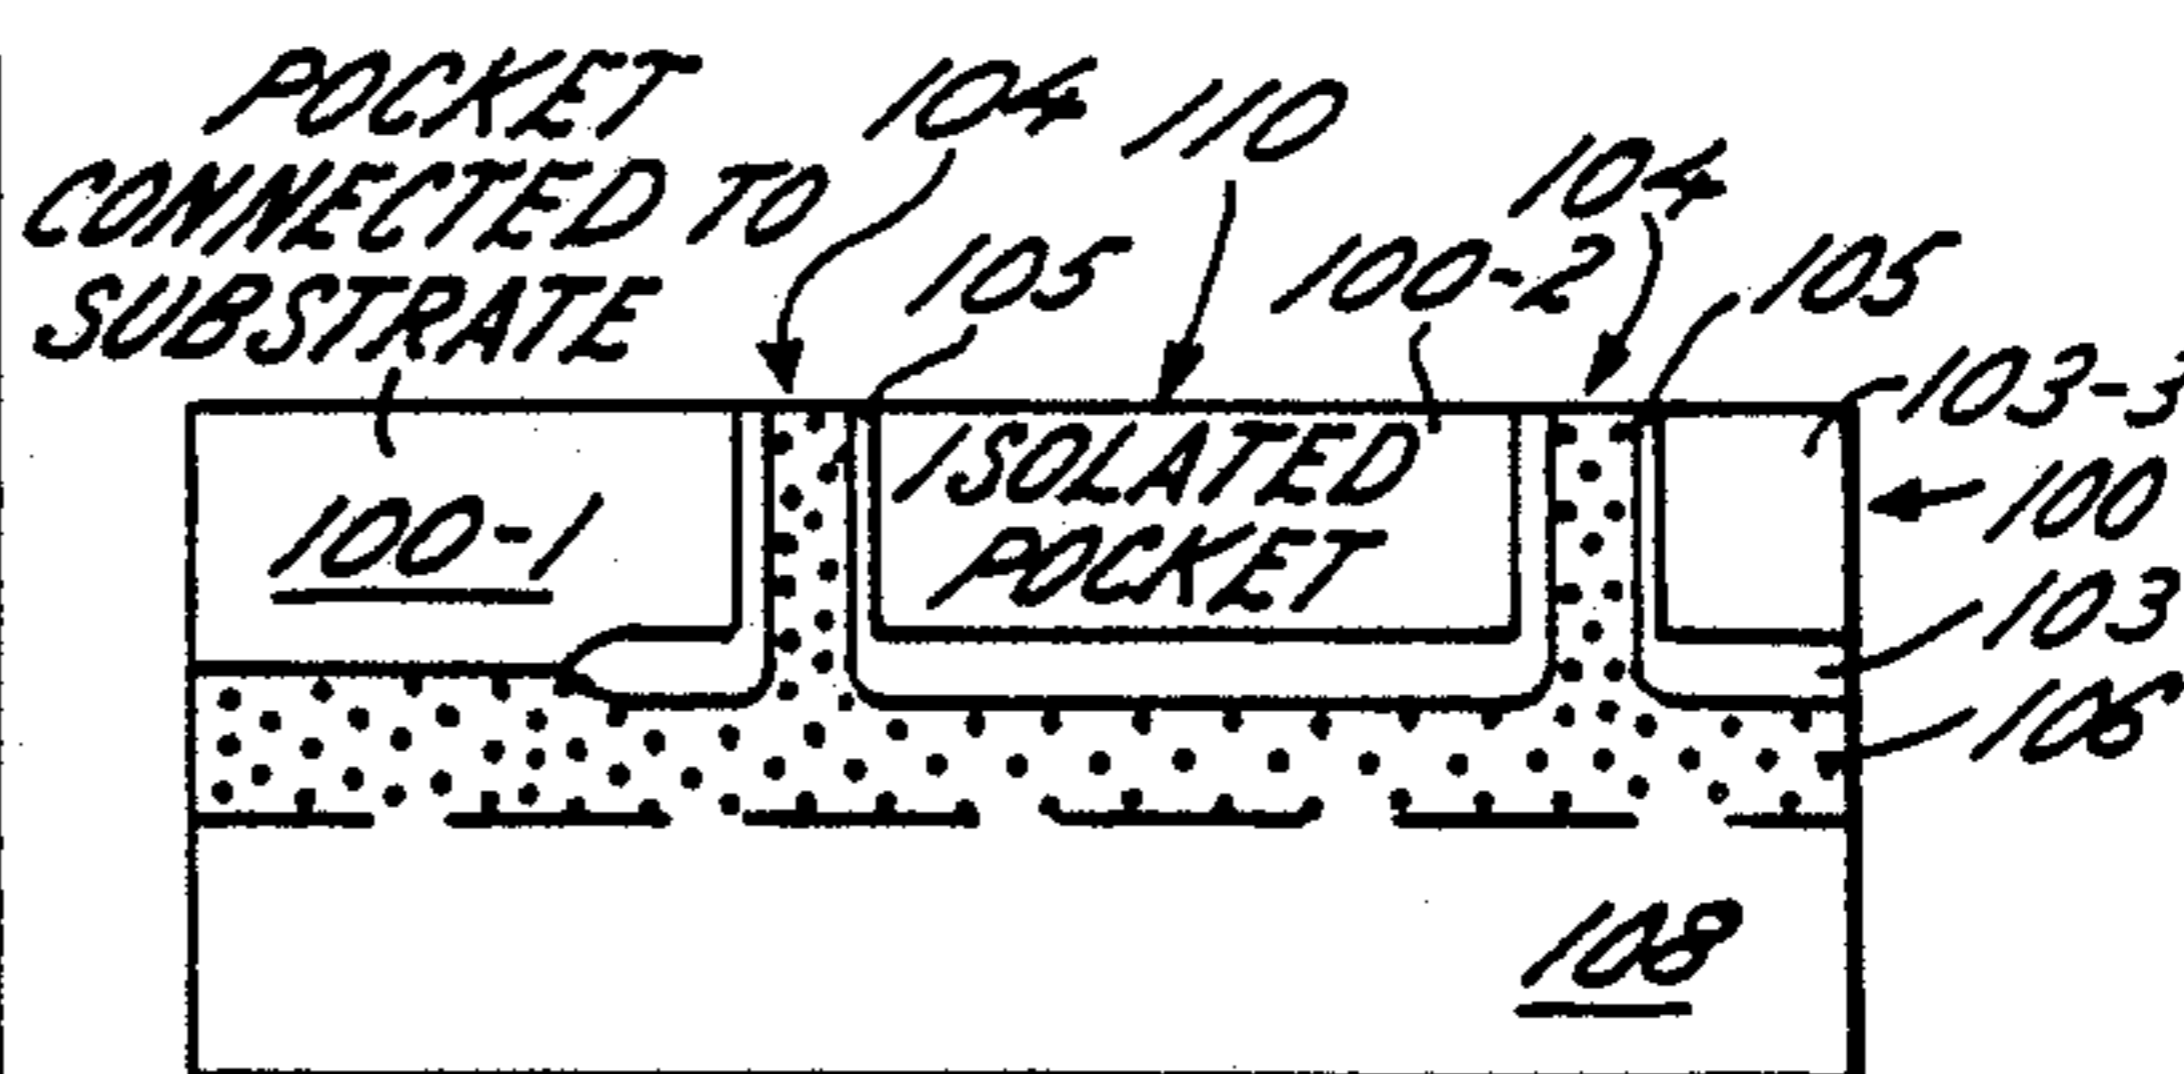 POCKET
CONNECTED TO
SUBSTRATE
104
110
104
105
100-2
105
103-3
ISOLATED
POCKET
100-1
100
103
106
108